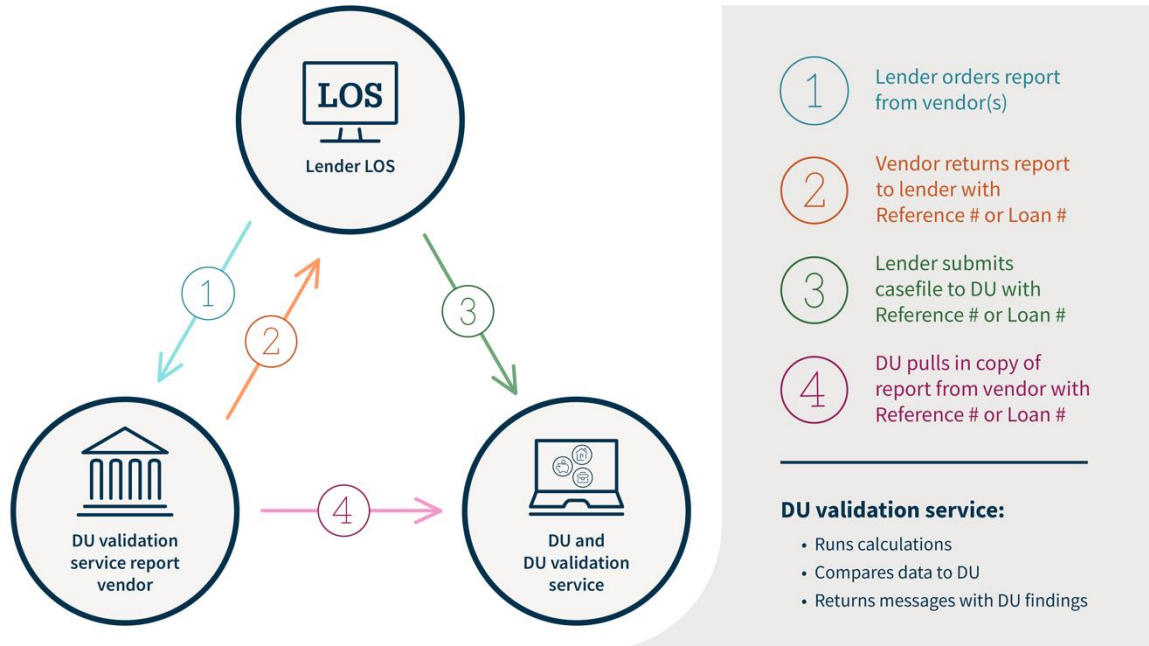 LOS
Lender LOS
1
2
3
DU validation
service report
vendor
4
DU and
DU validation
service
1
Lender orders report
from vendor(s)
2
Vendor returns report
to lender with
Reference # or Loan #
3
Lender submits
casefile to DU with
Reference # or Loan #
4
DU pulls in copy of
report from vendor with
Reference # or Loan #
DU validation service:
• Runs calculations
• Compares data to DU
• Returns messages with DU findings